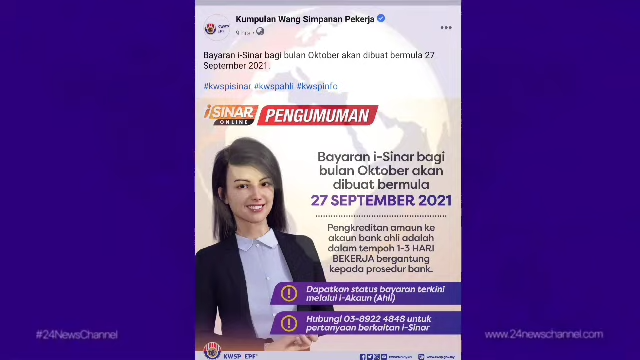 Kumpulan Wang Simpanan Pekerja
Bayaran i-Sinar bagi bulan Oktober akan dibuat bermula 27
September 2021.
#kwspisinar #kwspahli #kwspinfo
iSINAR
ONLINE
PENGUMUMAN
Bayaran i-Sinar bagi
bulan Oktober akan
dibuat bermula
27 SEPTEMBER 2021
Pengkreditan amaun ke
akaun bank ahli adalah
dalam tempoh 1-3 HARI
BEKERJA bergantung
kepada prosedur bank.
Dapatkan status bayaran terkini
melalui i-Akaun (Ahli)
Hubungi 03-8922 4848 untuk
pertanyaan berkaitan i-Sinar
#24NewsChannel
www.24newschannel.com
KWSP EPF